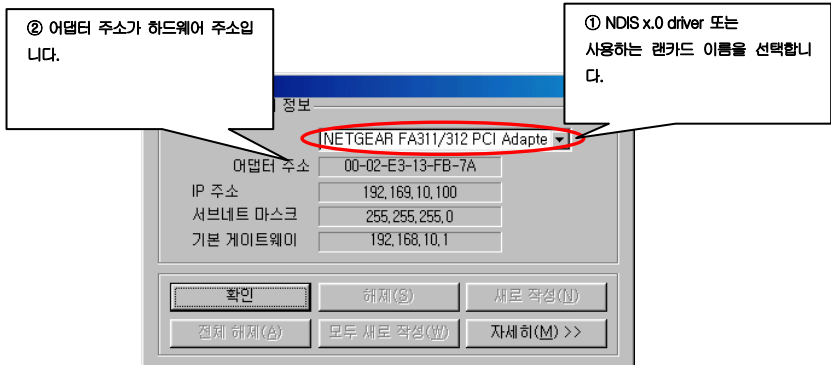 ② 어댑터 주소가 하드웨어 주소입
니다.
① NDIS x.0 driver 또는
사용하는 랜카드 이름을 선택합니
다.
정보
NETGEAR FA311/312 PCI Adapte
어댑터 주소 00-02-E3-13-FB-7A
IP 주소 192,169,10,100
서브네트 마스크 255,255,255,0
기본 게이트웨이 192,168,10,1
확인 해제(S) 새로 작성(N)
전체 해제(A) 모두 새로 작성(W) 자세히(M) >>